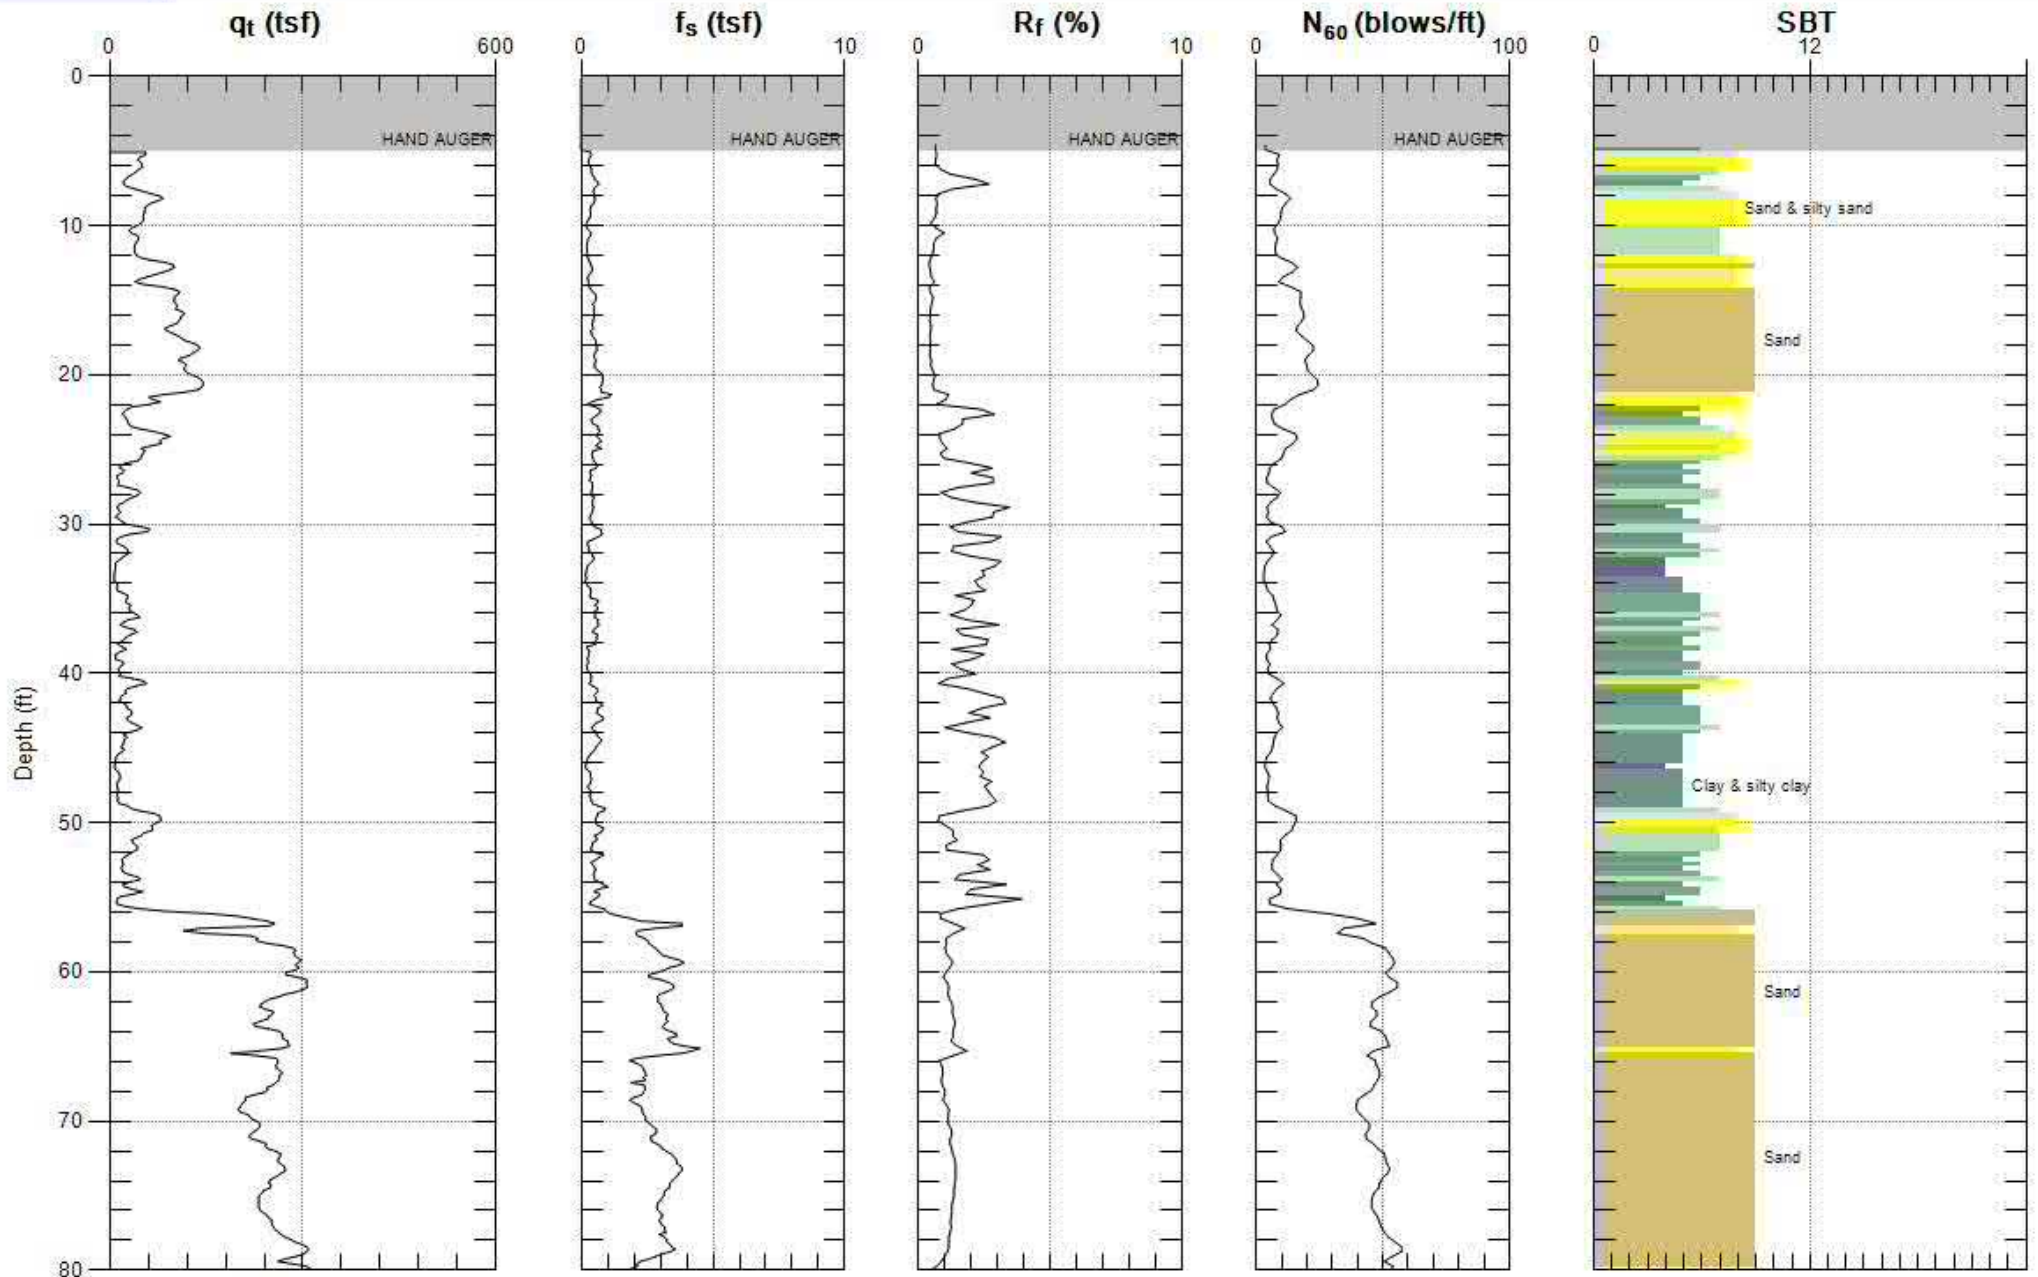 qt (tsf) fs (tsf) Rf (%) N60 (blows/ft) SBT
0 600 0 10 0 10 0 100 0 12
0
HAND AUGER HAND AUGER HAND AUGER HAND AUGER
Sand & silty sand
10
Sand
20
30
40
Depth (ft)
Clay & silty clay
50
60
Sand
70
Sand
80